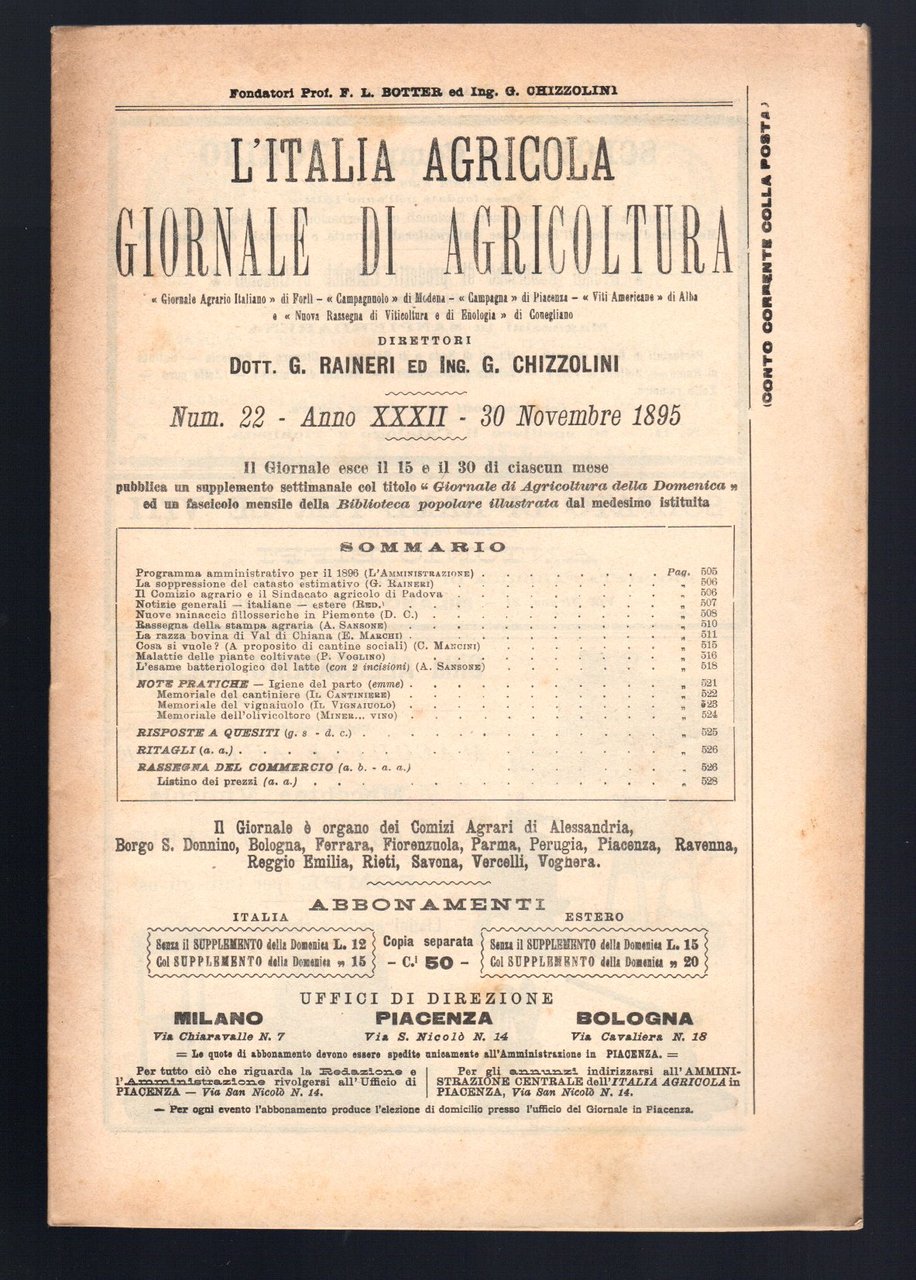 Fondatori Prof. F. L. BOTTER ed Ing. G. CHIZZOLINI
L'ITALIA AGRICOLA
GIORNALE DI AGRICOLTURA
« Giornale Agrario Italiano » di Forlì – « Campagnuolo » di Modena – « Campagna » di Piacenza – « Viti Americane » di Alba
e « Nuova Rassegna di Viticoltura e di Enologia » di Conegliano
DIRETTORI
DOTT. G. RAINERI ED ING. G. CHIZZOLINI
Num. 22 - Anno XXXII - 30 Novembre 1895
Il Giornale esce il 15 e il 30 di ciascun mese
pubblica un supplemento settimanale col titolo “ Giornale di Agricoltura della Domenica „
ed un fascicolo mensile della Biblioteca popolare illustrata dal medesimo istituita
SOMMARIO
Programma amministrativo per il 1896 (L'AMMINISTRAZIONE) . . . . . . . . Pag. 505
La soppressione del catasto estimativo (G. RAINERI) . . . . . . . . „ 506
Il Comizio agrario e il Sindacato agricolo di Padova . . . . . . . . „ 506
Notizie generali — italiane — estere (RED.) . . . . . . . . „ 507
Nuove minaccie fillosseriche in Piemonte (D. C.) . . . . . . . . „ 508
Rassegna della stampa agraria (A. SANSONE) . . . . . . . . „ 510
La razza bovina di Val di Chiana (E. MARCHI) . . . . . . . . „ 511
Cosa si vuole? (A proposito di cantine sociali) (C. MANCINI) . . . . . . . . „ 515
Malattie delle piante coltivate (P. VOGLINO) . . . . . . . . „ 516
L'esame batteriologico del latte (con 2 incisioni) (A. SANSONE) . . . . . . . . „ 518
NOTE PRATICHE — Igiene del parto (emme) . . . . . . . . „ 521
Memoriale del cantiniere (IL CANTINIERE) . . . . . . . . „ 522
Memoriale del vignaiuolo (IL VIGNAIUOLO) . . . . . . . . „ 523
Memoriale dell'olivicoltore (MINER... VINO) . . . . . . . . „ 524
RISPOSTE A QUESITI (g. s - d. c.) . . . . . . . . „ 525
RITAGLI (a. a.) . . . . . . . . „ 526
RASSEGNA DEL COMMERCIO (a. b. - a. a.) . . . . . . . . „ 526
Listino dei prezzi (a. a.) . . . . . . . . „ 528
Il Giornale è organo dei Comizi Agrari di Alessandria,
Borgo S. Donnino, Bologna, Ferrara, Fiorenzuola, Parma, Perugia, Piacenza, Ravenna,
Reggio Emilia, Rieti, Savona, Vercelli, Voghera.
ABBONAMENTI
ITALIA
Senza il SUPPLEMENTO della Domenica L. 12
Col SUPPLEMENTO della Domenica „ 15
Copia separata
– C.i 50 –
ESTERO
Senza il SUPPLEMENTO della Domenica L. 15
Col SUPPLEMENTO della Domenica „ 20
UFFICI DI DIREZIONE
MILANO PIACENZA BOLOGNA
Via Chiaravalle N. 7 Via S. Nicolò N. 14 Via Cavaliera N. 18
= Le quote di abbonamento devono essere spedite unicamente all'Amministrazione in PIACENZA. =
Per tutto ciò che riguarda la Redazione e
l'Amministrazione rivolgersi all'Ufficio di
PIACENZA — Via San Nicolò N. 14.
Per gli annunzi indirizzarsi all'AMMINI-
STRAZIONE CENTRALE dell'ITALIA AGRICOLA in
PIACENZA, Via San Nicolò N. 14.
— Per ogni evento l'abbonamento produce l'elezione di domicilio presso l'ufficio del Giornale in Piacenza.
(CONTO CORRENTE COLLA POSTA)